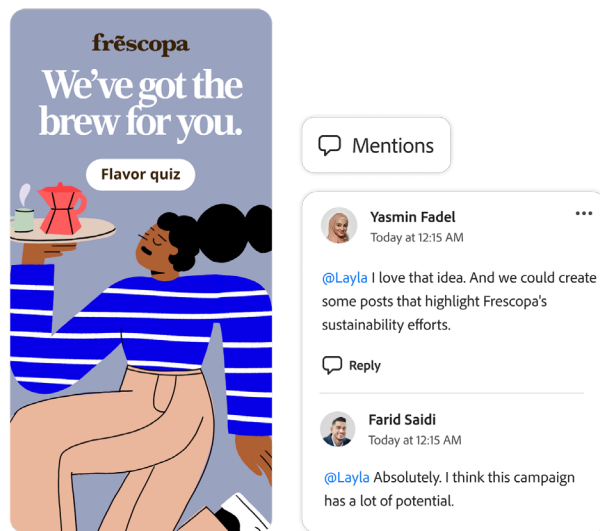 frẽscopa
We've got the
brew for you.
Flavor quiz
Mentions
Yasmin Fadel
Today at 12:15 AM
@Layla I love that idea. And we could create
some posts that highlight Frescopa's
sustainability efforts.
Reply
Farid Saidi
Today at 12:15 AM
@Layla Absolutely. I think this campaign
has a lot of potential.